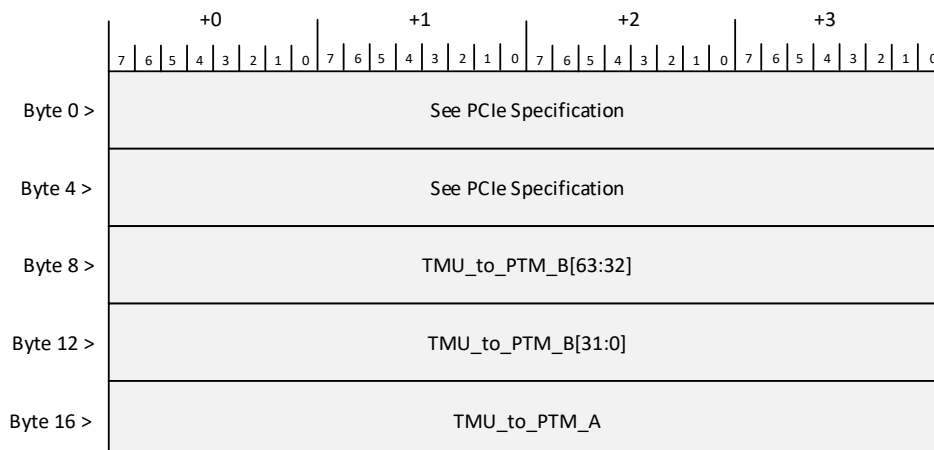 +0 +1 +2 +3
7 6 5 4 3 2 1 0 7 6 5 4 3 2 1 0 7 6 5 4 3 2 1 0 7 6 5 4 3 2 1 0
Byte 0 > See PCIe Specification
Byte 4 > See PCIe Specification
Byte 8 > TMU_to_PTM_B[63:32]
Byte 12 > TMU_to_PTM_B[31:0]
Byte 16 > TMU_to_PTM_A